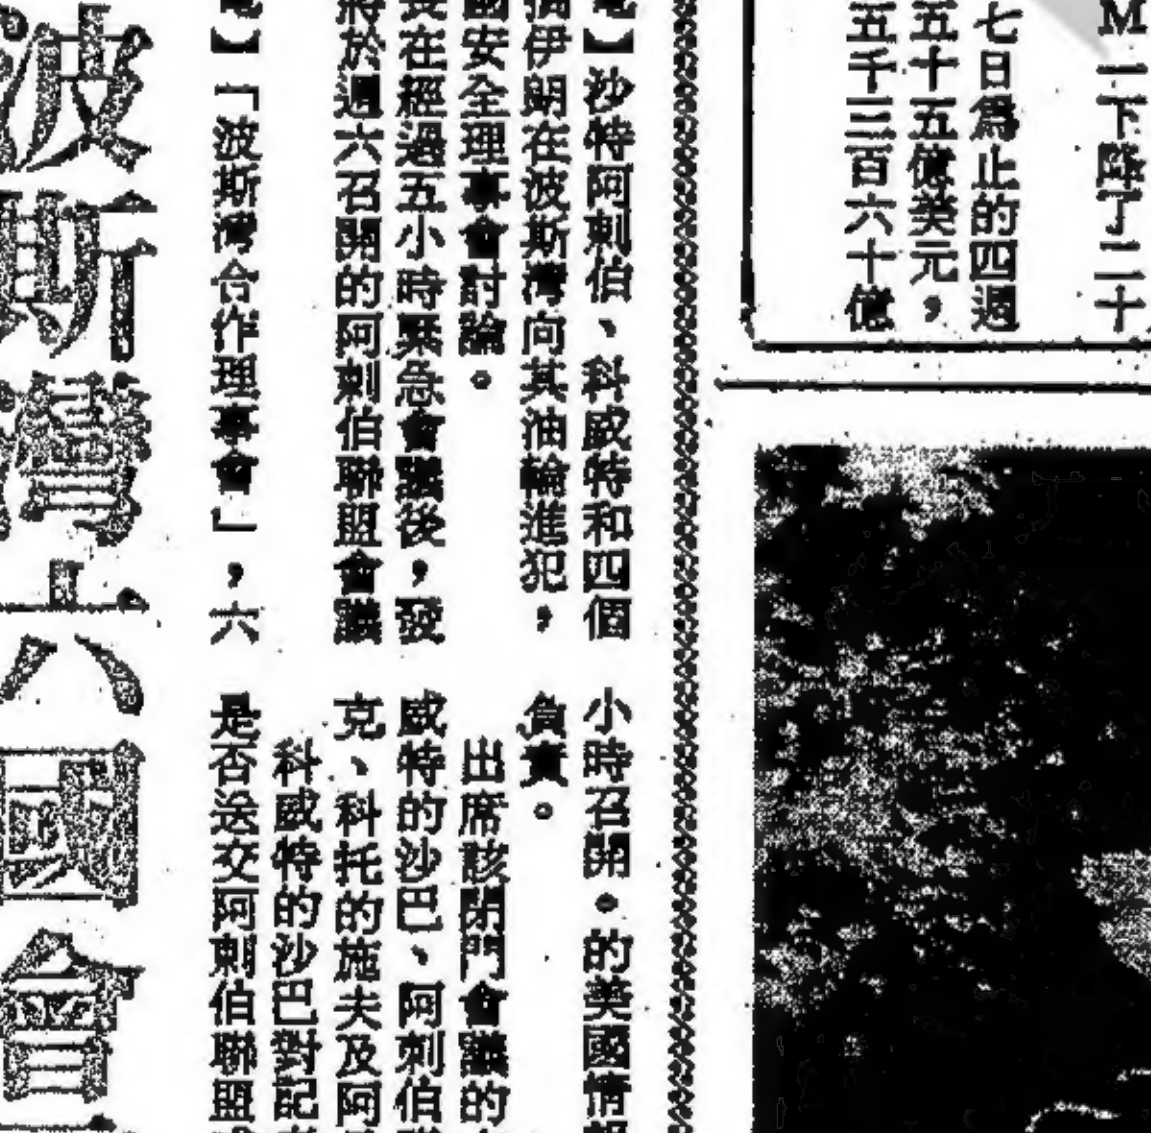 M一下降了二十
七日為止的四週
五十五億美元，
五千三百六十億
】沙特阿剌伯、科威特和四個
伊朗在波斯灣向其油輪進犯，
國安全理事會討論。
在經過五小時緊急會議後，發
將於週六召開的阿剌伯聯盟會議
】「波斯灣合作理事會」，六
小時召開。的美國情
負責。
出席該閉門會議的
威特的沙巴、阿剌伯
克、科托的施夫及阿
科威特的沙巴對記
是否送交阿剌伯聯盟
波斯灣六國會